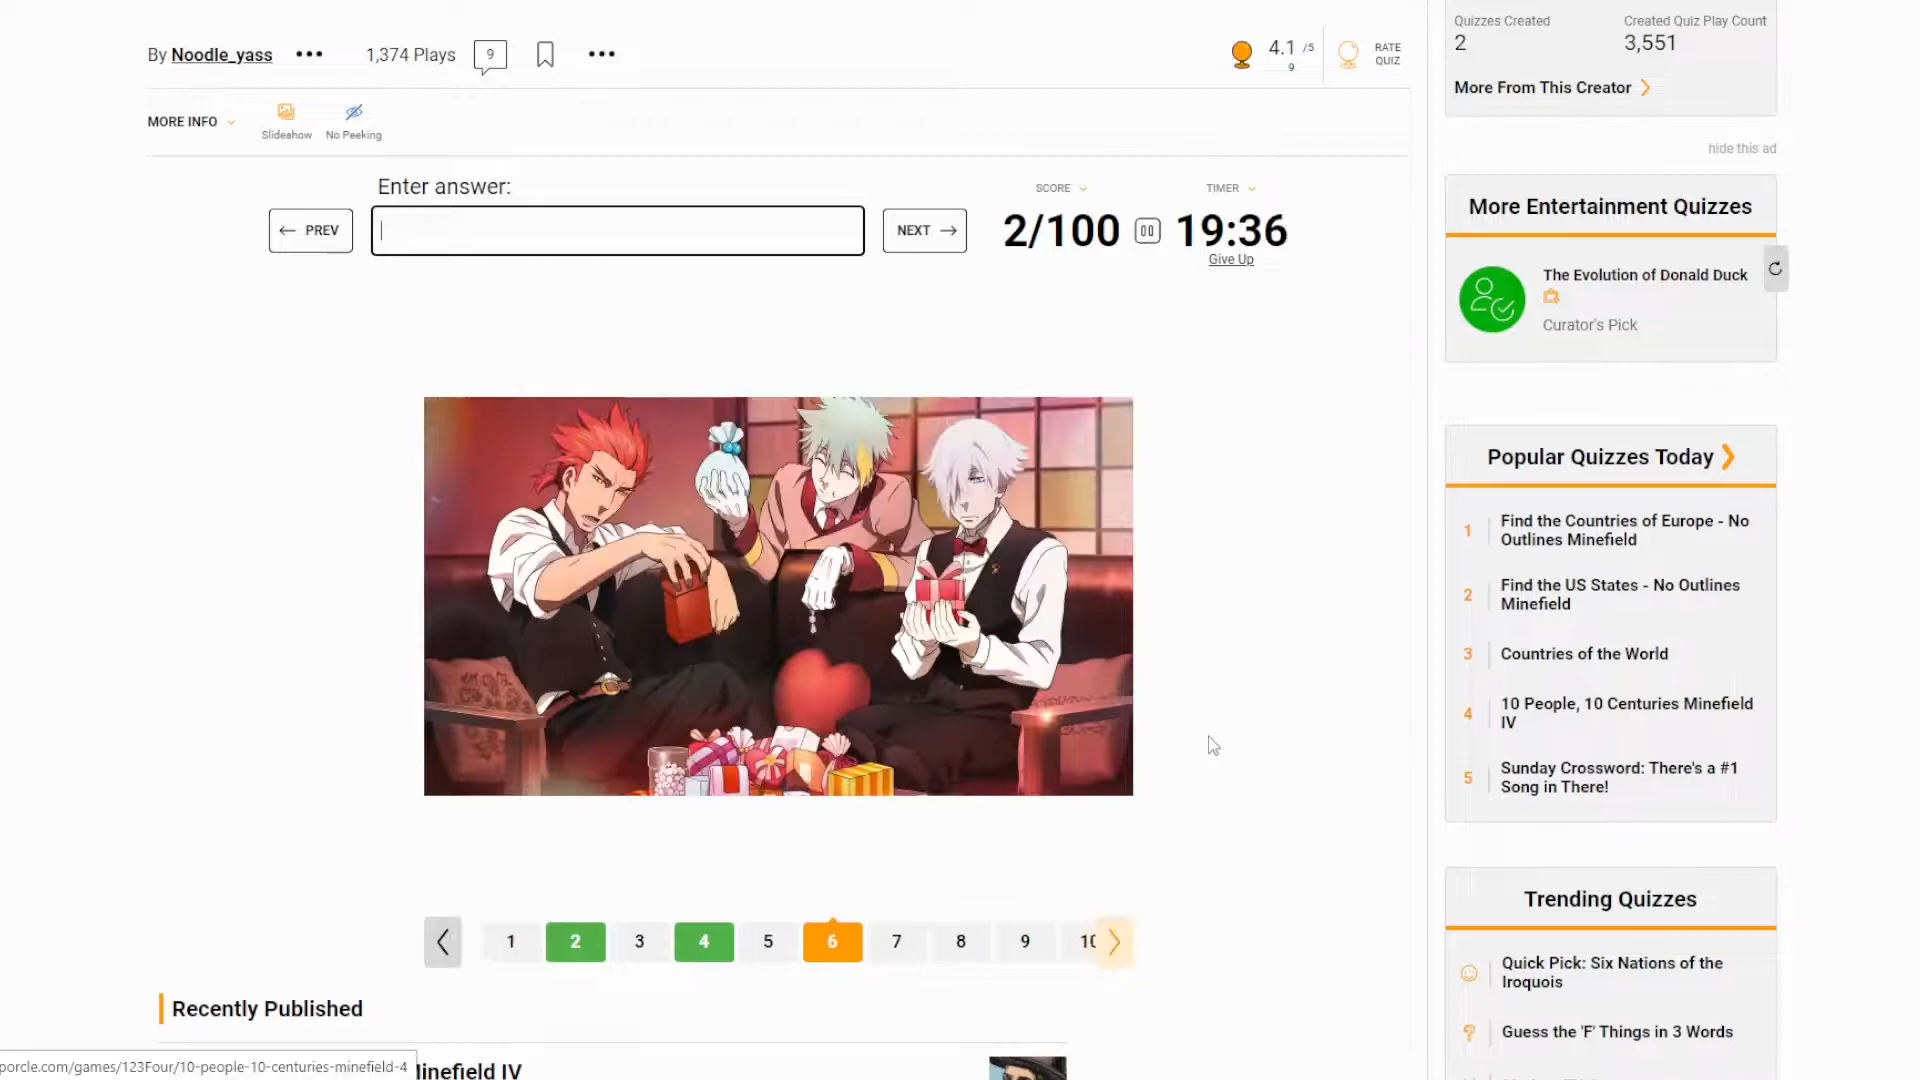 By Noodle_yass ••• 1,374 Plays 9 •••
4.1 /5
9
RATE QUIZ
MORE INFO
Slideshow
No Peeking
Enter answer:
← PREV
NEXT →
SCORE
2/100
TIMER
19:36
Give Up
1 2 3 4 5 6 7 8 9 10
Recently Published
Minefield IV
porcle.com/games/123Four/10-people-10-centuries-minefield-4
Quizzes Created
2
Created Quiz Play Count
3,551
More From This Creator
hide this ad
More Entertainment Quizzes
The Evolution of Donald Duck
Curator's Pick
Popular Quizzes Today
1 Find the Countries of Europe - No
Outlines Minefield
2 Find the US States - No Outlines
Minefield
3 Countries of the World
4 10 People, 10 Centuries Minefield
IV
5 Sunday Crossword: There's a #1
Song in There!
Trending Quizzes
Quick Pick: Six Nations of the
Iroquois
Guess the 'F' Things in 3 Words